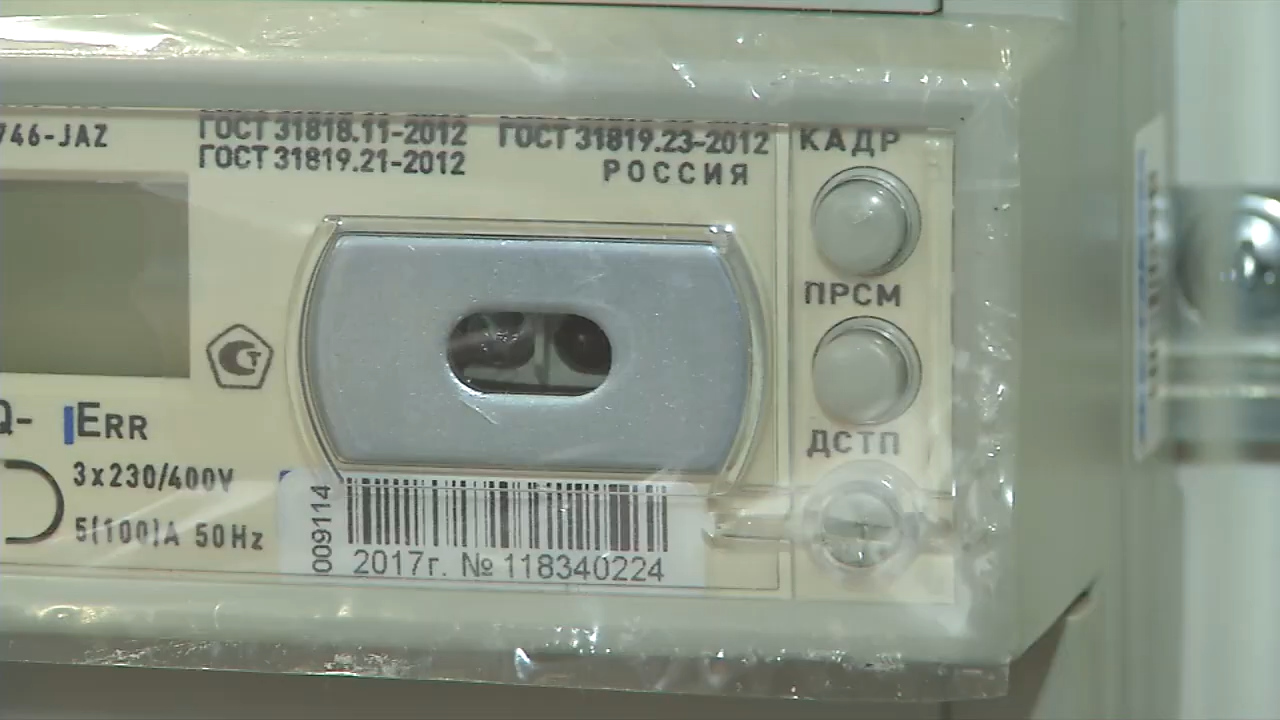 746-JAZ
ГОСТ 31818.11-2012 ГОСТ 31819.23-2012
ГОСТ 31819.21-2012
РОССИЯ
КАДР
ПРСМ
ДСТП
Q- ERR
3x230/400V
5(100)A 50Hz
009114
2017г. № 118340224